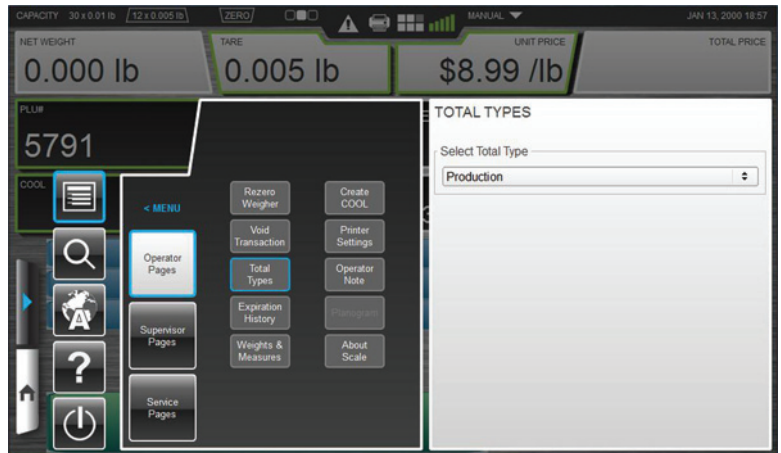 CAPACITY 30 x 0.01 lb 12 x 0.005 lb ZERO MANUAL JAN 13, 2000 18:57
NET WEIGHT TARE UNIT PRICE TOTAL PRICE
0.000 lb 0.005 lb $8.99 /lb
PLU#
5791
TOTAL TYPES
Select Total Type
Production
COOL
< MENU
Operator
Pages
Supervisor
Pages
Service
Pages
Rezero
Weigher
Create
COOL
Void
Transaction
Printer
Settings
Total
Types
Operator
Note
Expiration
History
Planogram
Weights &
Measures
About
Scale
A
?